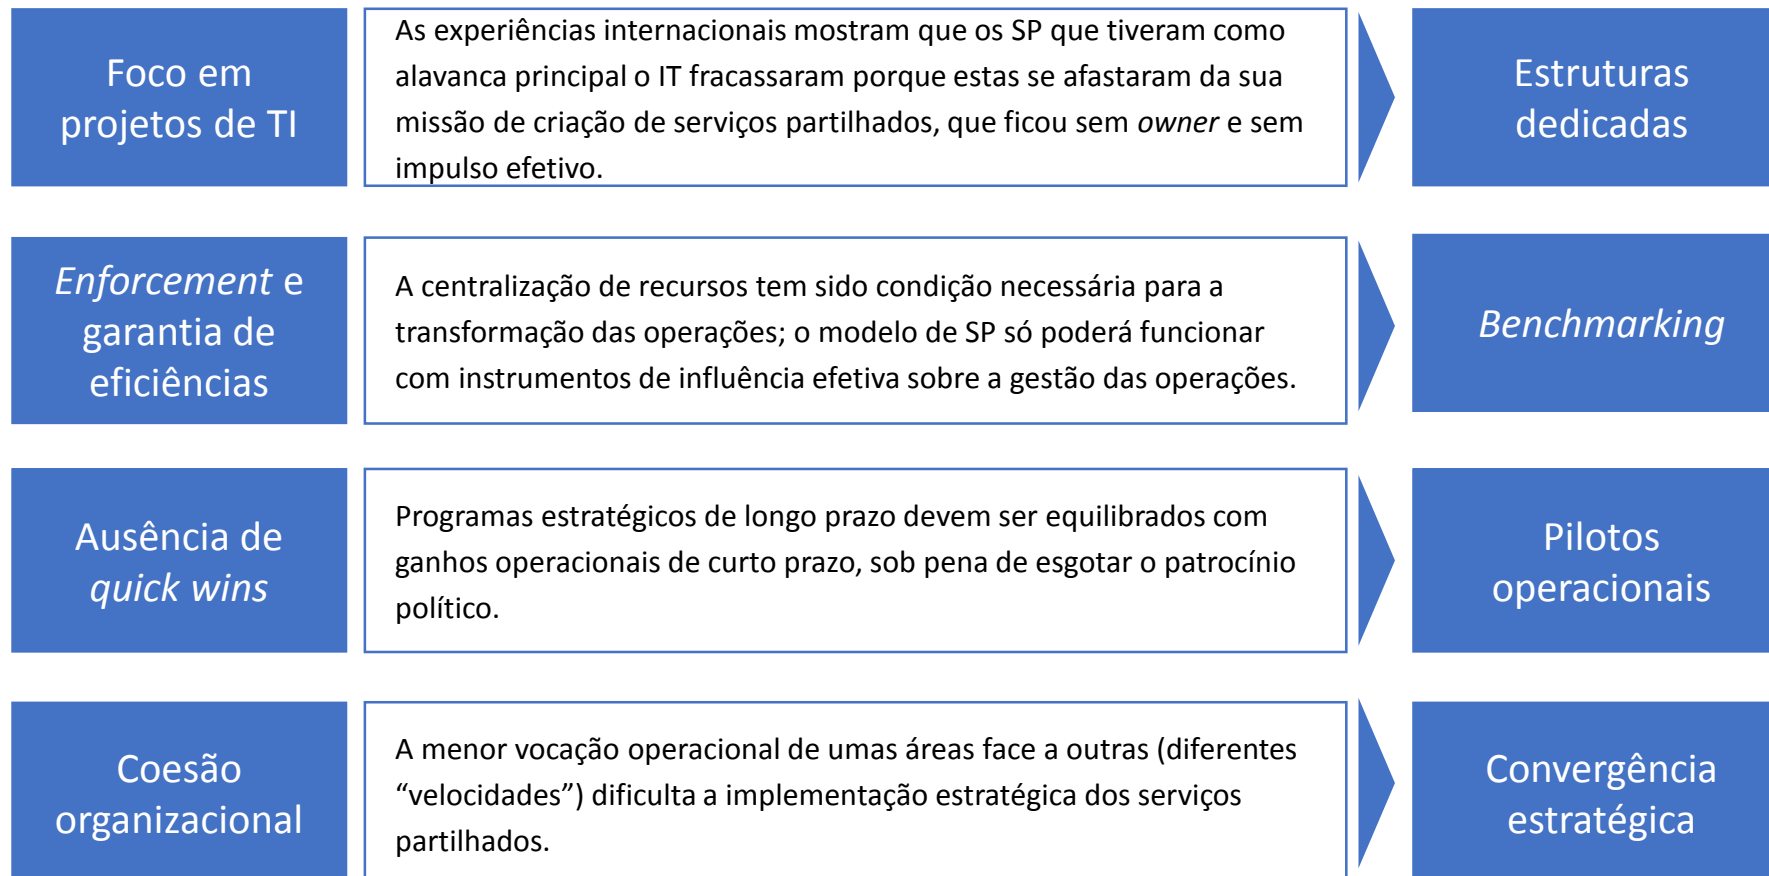 Foco em
projetos de TI
As experiências internacionais mostram que os SP que tiveram como
alavanca principal o IT fracassaram porque estas se afastaram da sua
missão de criação de serviços partilhados, que ficou sem owner e sem
impulso efetivo.
Estruturas
dedicadas
Enforcement e
garantia de
eficiências
A centralização de recursos tem sido condição necessária para a
transformação das operações; o modelo de SP só poderá funcionar
com instrumentos de influência efetiva sobre a gestão das operações.
Benchmarking
Ausência de
quick wins
Programas estratégicos de longo prazo devem ser equilibrados com
ganhos operacionais de curto prazo, sob pena de esgotar o patrocínio
político.
Pilotos
operacionais
Coesão
organizacional
A menor vocação operacional de umas áreas face a outras (diferentes
“velocidades”) dificulta a implementação estratégica dos serviços
partilhados.
Convergência
estratégica